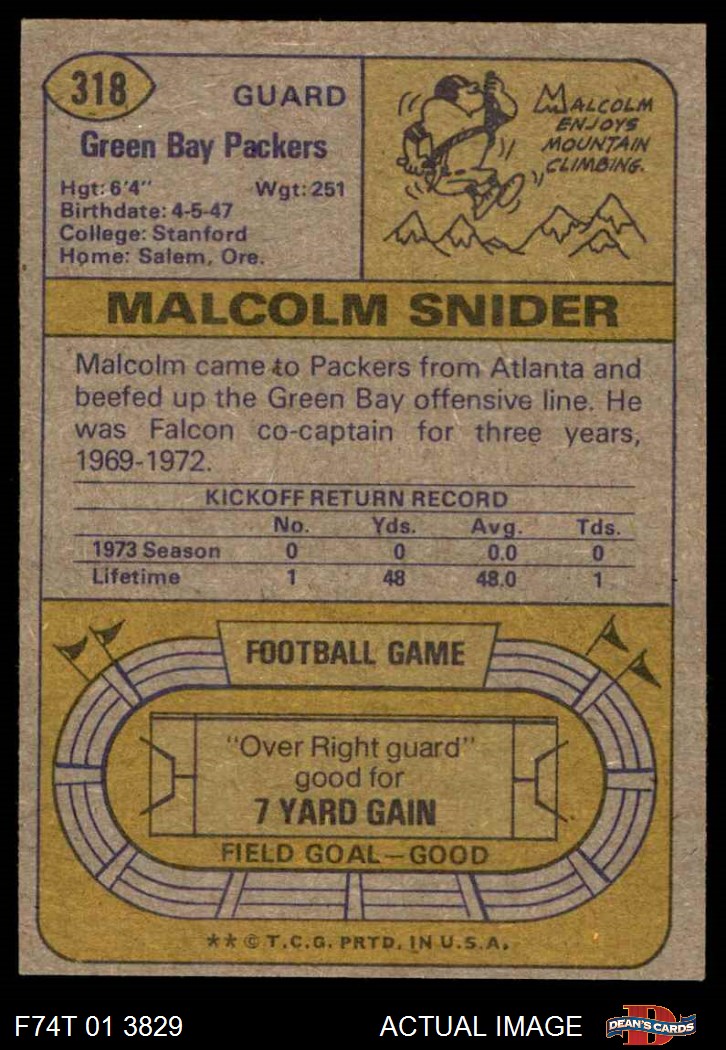 318
GUARD
Green Bay Packers
Hgt: 6'4" Wgt: 251
Birthdate: 4-5-47
College: Stanford
Home: Salem, Ore.
MALCOLM
ENJOYS
MOUNTAIN
CLIMBING.
MALCOLM SNIDER
Malcolm came to Packers from Atlanta and
beefed up the Green Bay offensive line. He
was Falcon co-captain for three years,
1969-1972.
KICKOFF RETURN RECORD
No. Yds. Avg. Tds.
1973 Season 0 0 0.0 0
Lifetime 1 48 48.0 1
FOOTBALL GAME
"Over Right guard"
good for
7 YARD GAIN
FIELD GOAL—GOOD
** © T.C.G. PRTD. IN U.S.A.
F74T 01 3829 ACTUAL IMAGE
D
DEAN'S CARDS